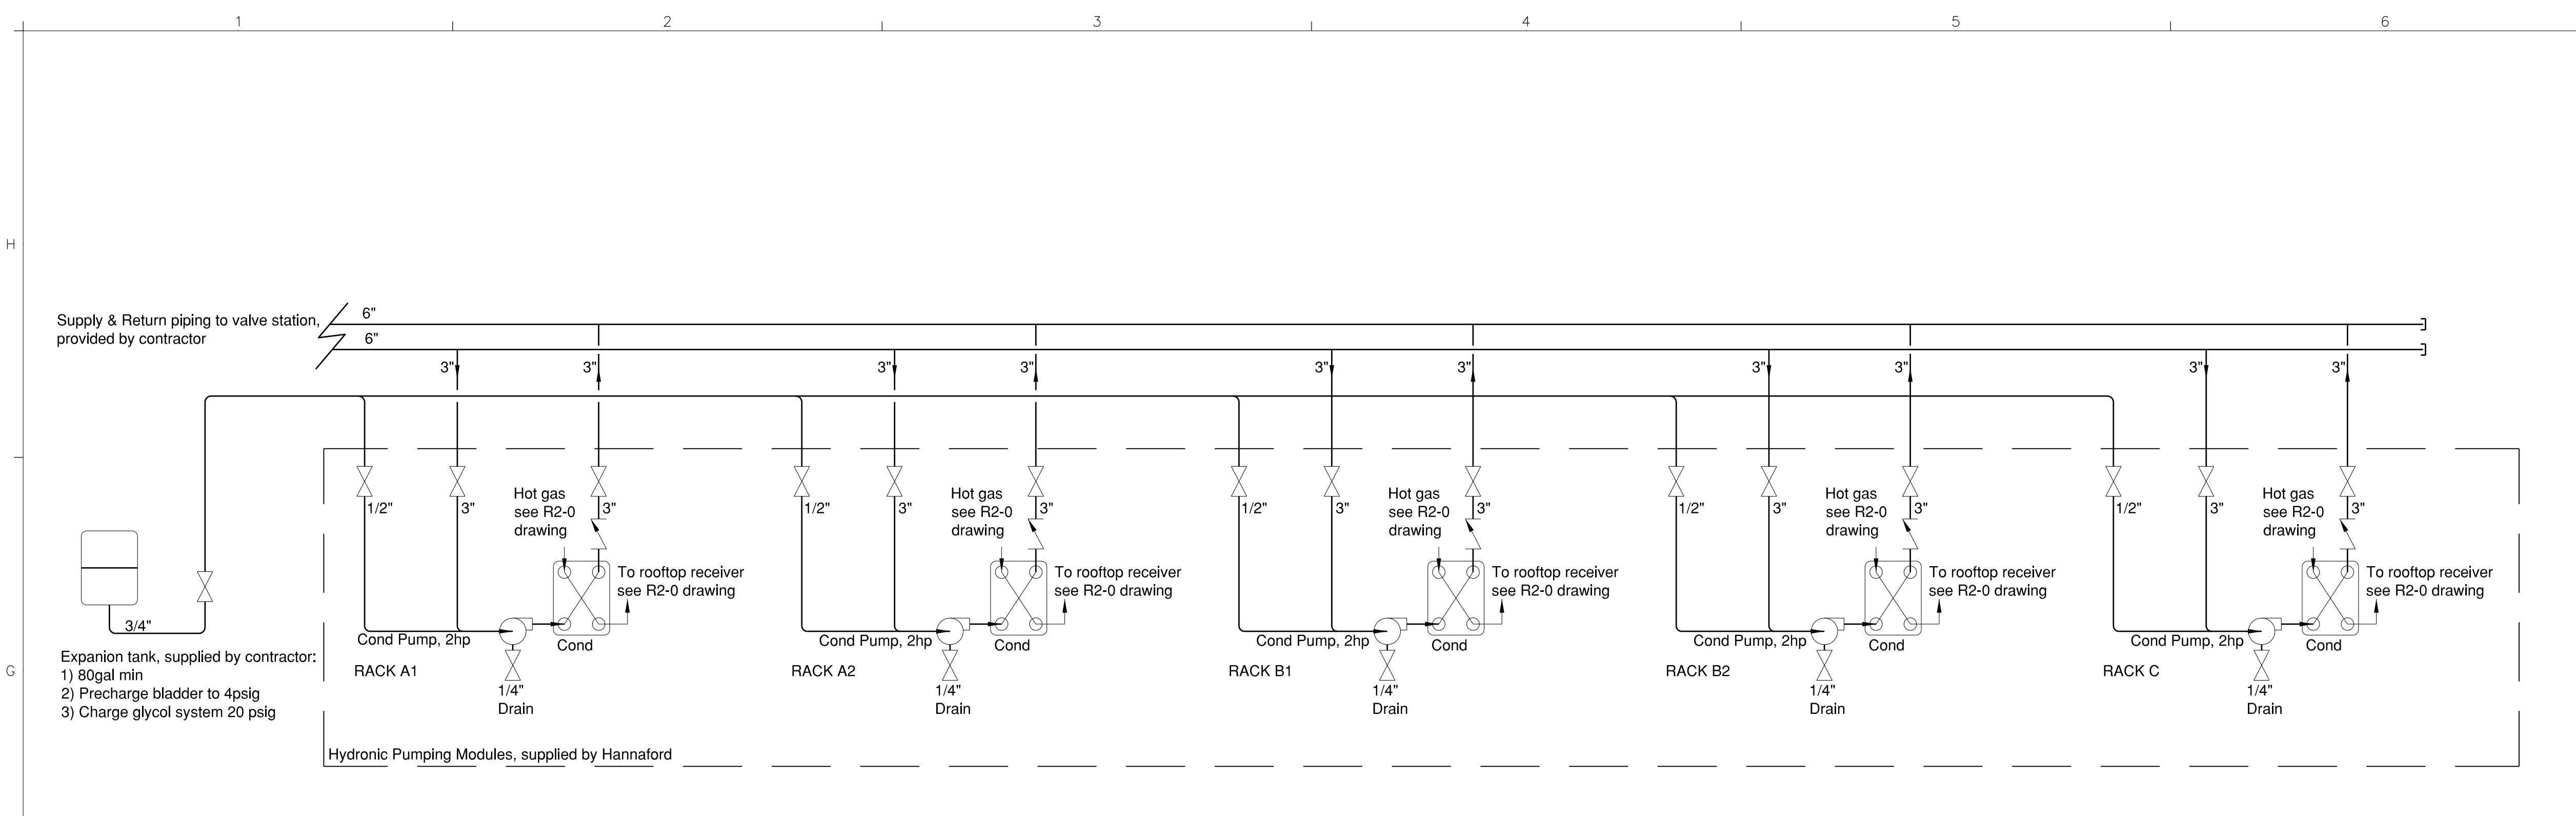 1 2 3 4 5 6
H
Supply & Return piping to valve station,
provided by contractor
6"
6"
3" 3" 3" 3" 3" 3" 3" 3" 3" 3"
Hot gas
see R2-0
drawing
1/2" 3" 3"
To rooftop receiver
see R2-0 drawing
Cond Pump, 2hp
Cond
RACK A1
1/4"
Drain
Hot gas
see R2-0
drawing
1/2" 3" 3"
To rooftop receiver
see R2-0 drawing
Cond Pump, 2hp
Cond
RACK A2
1/4"
Drain
Hot gas
see R2-0
drawing
1/2" 3" 3"
To rooftop receiver
see R2-0 drawing
Cond Pump, 2hp
Cond
RACK B1
1/4"
Drain
Hot gas
see R2-0
drawing
1/2" 3" 3"
To rooftop receiver
see R2-0 drawing
Cond Pump, 2hp
Cond
RACK B2
1/4"
Drain
Hot gas
see R2-0
drawing
1/2" 3" 3"
To rooftop receiver
see R2-0 drawing
Cond Pump, 2hp
Cond
RACK C
1/4"
Drain
3/4"
Expanion tank, supplied by contractor:
1) 80gal min
2) Precharge bladder to 4psig
3) Charge glycol system 20 psig
G
Hydronic Pumping Modules, supplied by Hannaford